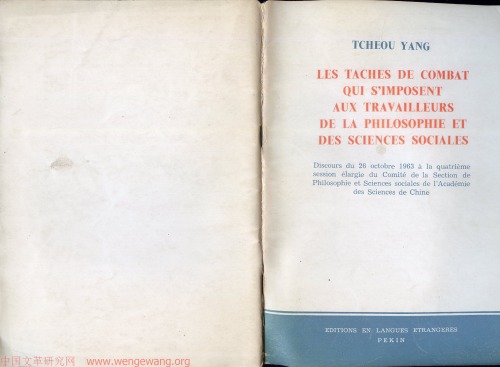 TCHEOU YANG
LES TACHES DE COMBAT
QUI S'IMPOSENT
AUX TRAVAILLEURS
DE LA PHILOSOPHIE ET
DES SCIENCES SOCIALES
Discours du 26 octobre 1963 à la quatrième
session élargie du Comité de la Section de
Philosophie et Sciences sociales de l'Académie
des Sciences de Chine
EDITIONS EN LANGUES ETRANGERES
PEKIN
中国文革研究网 www.wengewang.org